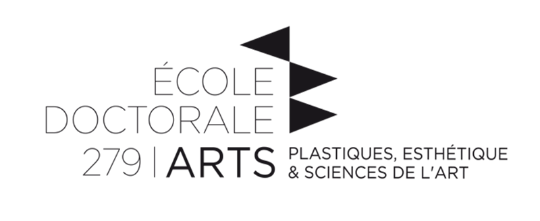 ÉCOLE
DOCTORALE
279 | ARTS PLASTIQUES, ESTHÉTIQUE
& SCIENCES DE L'ART